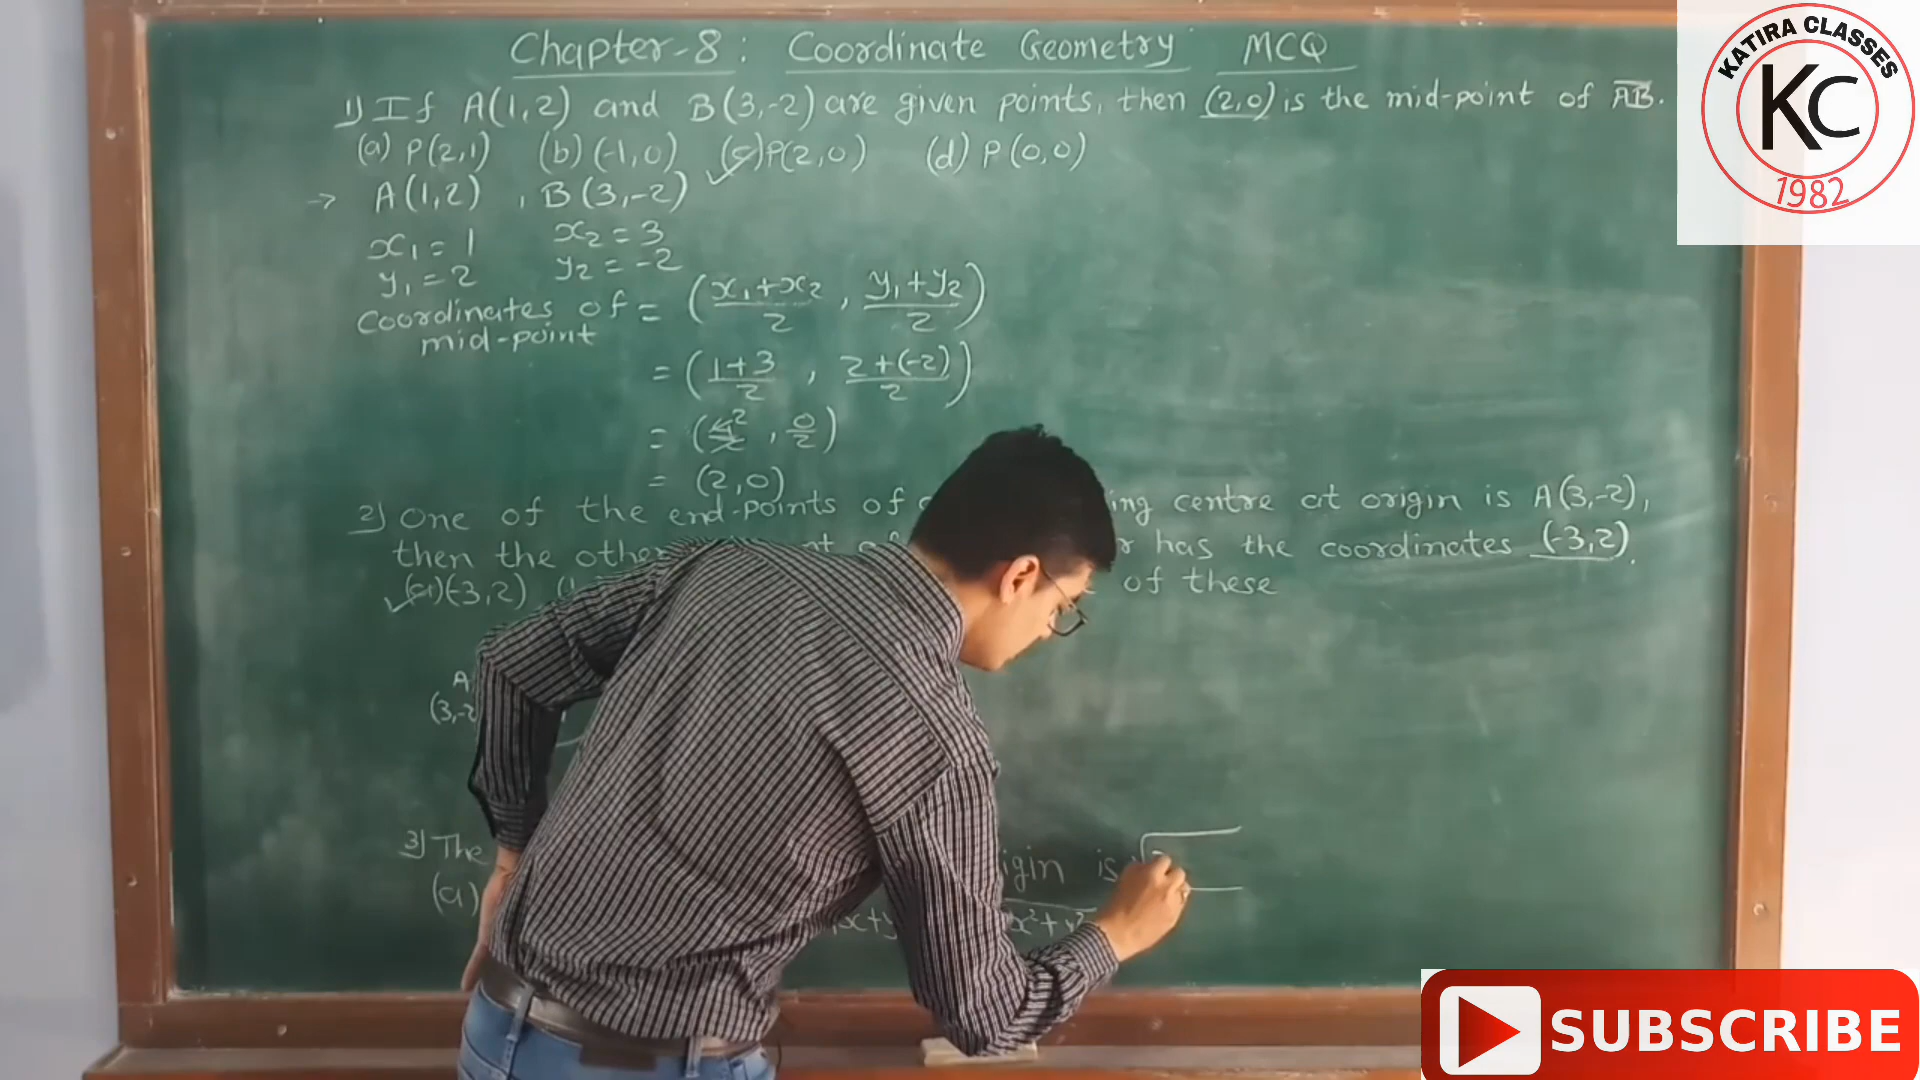 Chapter-8: Coordinate Geometry MCQ
1) If A(1,2) and B(3,-2) are given points, then (2,0) is the mid-point of AB.
(a) P(2,1) (b) (-1,0) (c) P(2,0) (d) P(0,0)
→ A(1,2) , B(3,-2)
x₁ = 1 x₂ = 3
y₁ = 2 y₂ = -2
Coordinates of mid-point = (x₁+x₂/2 , y₁+y₂/2)
= (1+3/2 , 2+(-2)/2)
= (4/2 2 , 0/2)
= (2,0)
2) One of the end-points of centre at origin is A(3,-2),
then the other has the coordinates (-3,2).
(a) (-3,2) of these
A
(3,-2
3) The is √
(a) x+y x²+y²
KATIRA CLASSES
KC
1982
SUBSCRIBE